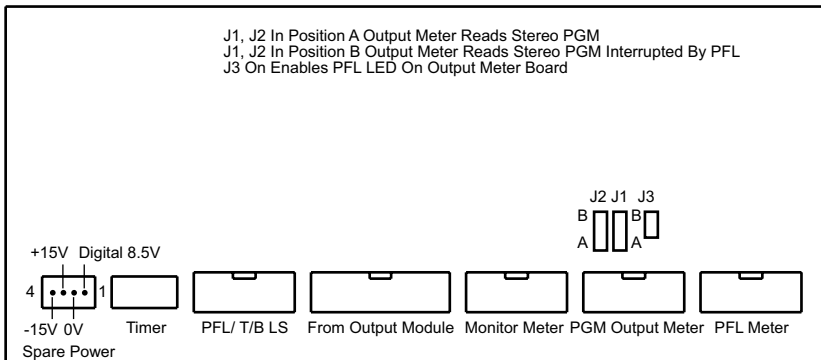 J1, J2 In Position A Output Meter Reads Stereo PGM
J1, J2 In Position B Output Meter Reads Stereo PGM Interrupted By PFL
J3 On Enables PFL LED On Output Meter Board
J2 J1 J3
B B
A A
+15V Digital 8.5V
4 1
-15V 0V
Spare Power
Timer
PFL/ T/B LS
From Output Module
Monitor Meter
PGM Output Meter
PFL Meter